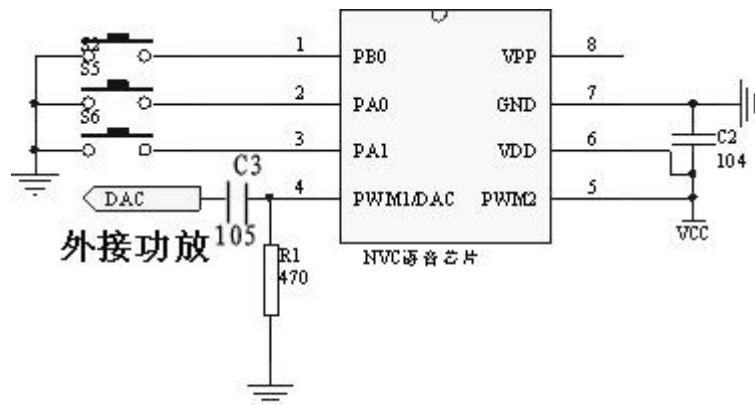 S2
1
PB0
VPP
8
S5
2
PA0
GND
7
S6
3
PA1
VDD
6
C2
104
C3
4
PWM1/DAC
PWM2
5
DAC
105
外接功放
VCC
R1
470
NVC语音芯片